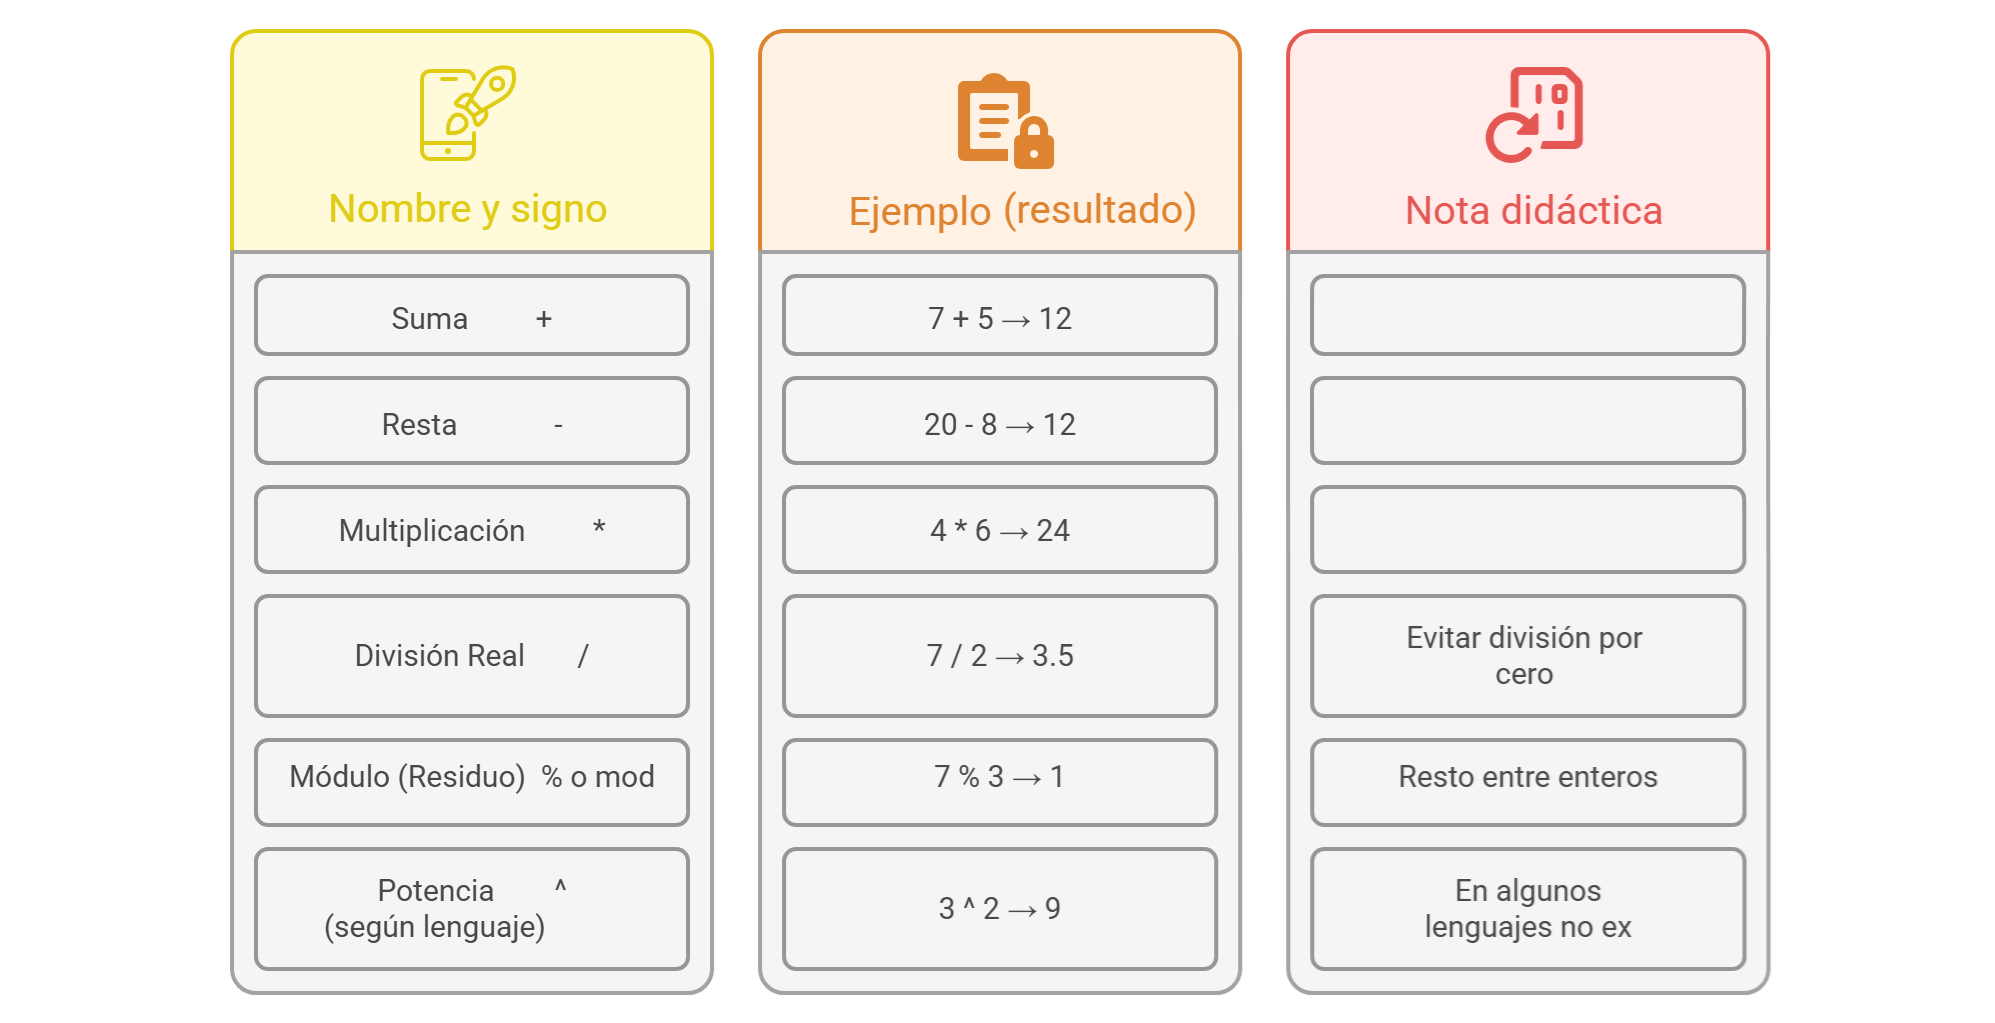 Nombre y signo
Ejemplo (resultado)
Nota didáctica
Suma +
7 + 5 → 12
Resta -
20 - 8 → 12
Multiplicación *
4 * 6 → 24
División Real /
7 / 2 → 3.5
Evitar división por
cero
Módulo (Residuo) % o mod
7 % 3 → 1
Resto entre enteros
Potencia ^
(según lenguaje)
3 ^ 2 → 9
En algunos
lenguajes no ex